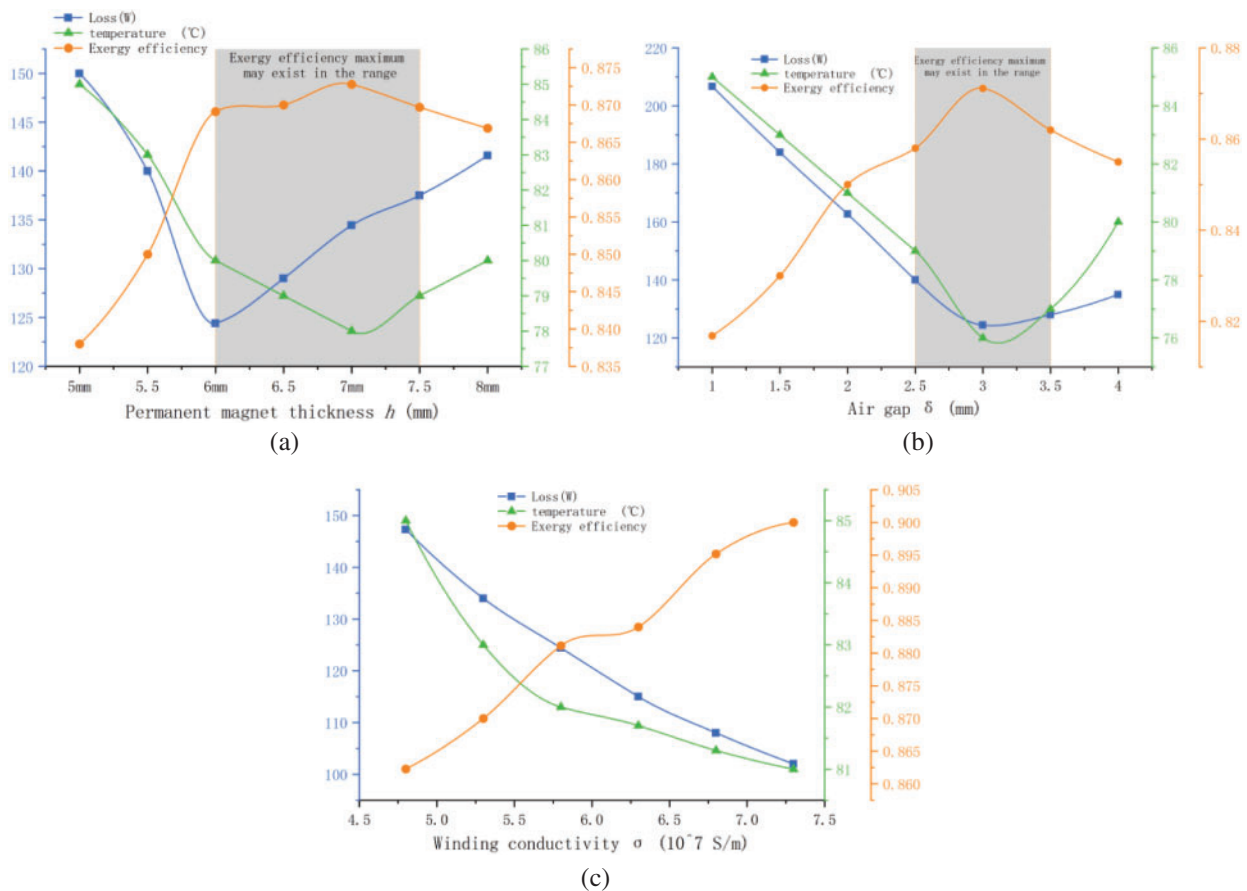 (a)
Loss(W)
temperature (℃)
Exergy efficiency
Exergy efficiency maximum
may exist in the range
150
145
140
135
130
125
120
86
85
84
83
82
81
80
79
78
77
0.875
0.870
0.865
0.860
0.855
0.850
0.845
0.840
0.835
5mm 5.5 6mm 6.5 7mm 7.5 8mm
Permanent magnet thickness h (mm)
(a)
Loss(W)
temperature (℃)
Exergy efficiency
Exergy efficiency maximum
may exist in the range
220
200
180
160
140
120
86
84
82
80
78
76
0.88
0.86
0.84
0.82
1 1.5 2 2.5 3 3.5 4
Air gap δ (mm)
(b)
Loss(W)
temperature (℃)
Exergy efficiency
150
140
130
120
110
100
85
84
83
82
81
0.905
0.900
0.895
0.890
0.885
0.880
0.875
0.870
0.865
0.860
4.5 5.0 5.5 6.0 6.5 7.0 7.5
Winding conductivity σ (10^7 S/m)
(c)